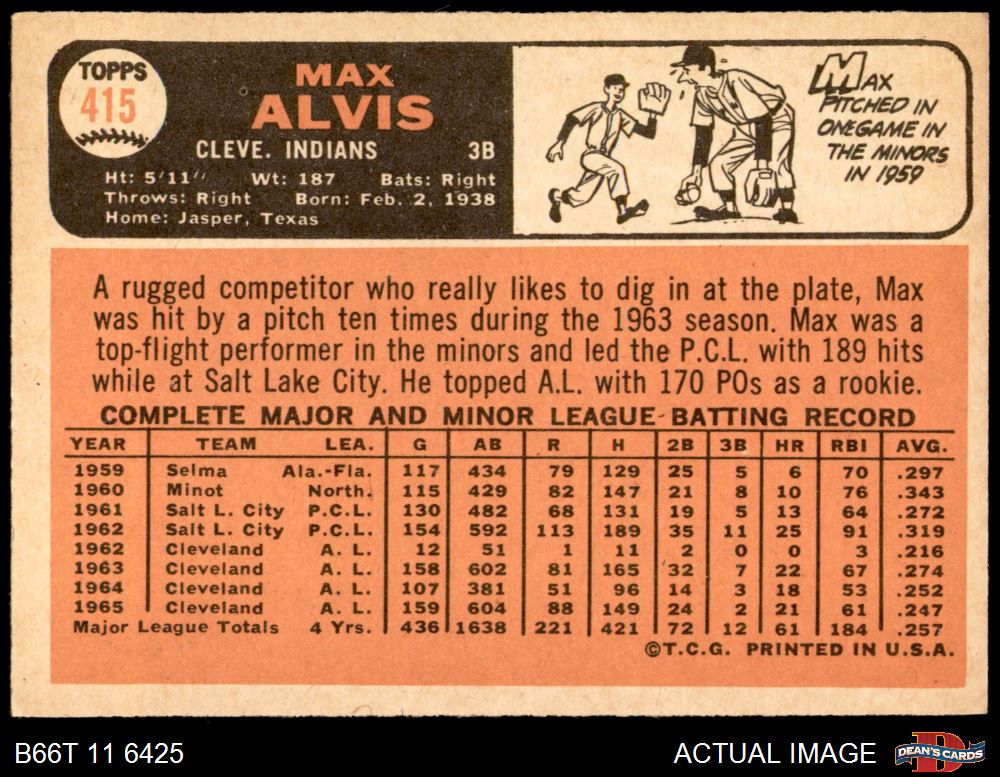 TOPPS
415
MAX
ALVIS
CLEVE. INDIANS 3B
Ht: 5'11" Wt: 187 Bats: Right
Throws: Right Born: Feb. 2, 1938
Home: Jasper, Texas
MAX
PITCHED IN
ONE GAME IN
THE MINORS
IN 1959
A rugged competitor who really likes to dig in at the plate, Max
was hit by a pitch ten times during the 1963 season. Max was a
top-flight performer in the minors and led the P.C.L. with 189 hits
while at Salt Lake City. He topped A.L. with 170 POs as a rookie.
COMPLETE MAJOR AND MINOR LEAGUE BATTING RECORD
YEAR TEAM LEA. G AB R H 2B 3B HR RBI AVG.
1959 Selma Ala.-Fla. 117 434 79 129 25 5 6 70 .297
1960 Minot North. 115 429 82 147 21 8 10 76 .343
1961 Salt L. City P.C.L. 130 482 68 131 19 5 13 64 .272
1962 Salt L. City P.C.L. 154 592 113 189 35 11 25 91 .319
1962 Cleveland A. L. 12 51 1 11 2 0 0 3 .216
1963 Cleveland A. L. 158 602 81 165 32 7 22 67 .274
1964 Cleveland A. L. 107 381 51 96 14 3 18 53 .252
1965 Cleveland A. L. 159 604 88 149 24 2 21 61 .247
Major League Totals 4 Yrs. 436 1638 221 421 72 12 61 184 .257
©T.C.G. PRINTED IN U.S.A.
B66T 11 6425 ACTUAL IMAGE DEAN'S CARDS